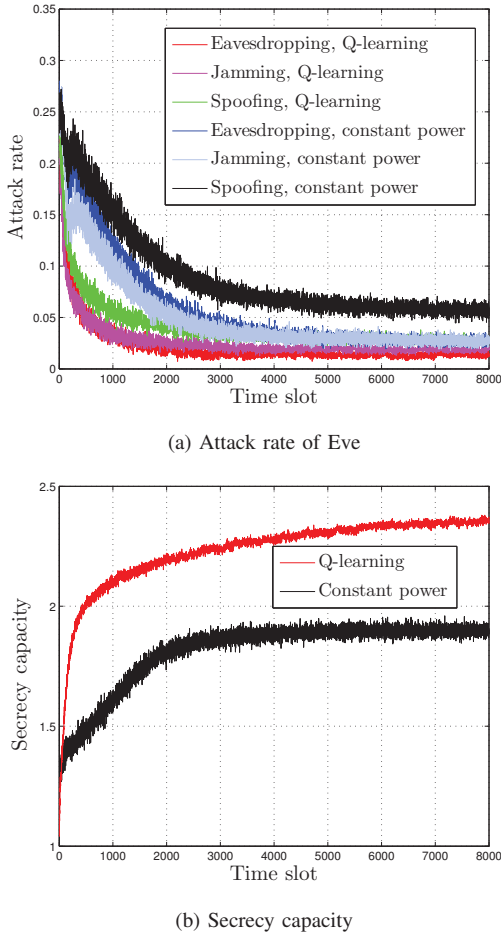 0.35
0.3
0.25
0.2
0.15
0.1
0.05
0
Attack rate
Eavesdropping, Q-learning
Jamming, Q-learning
Spoofing, Q-learning
Eavesdropping, constant power
Jamming, constant power
Spoofing, constant power
0 1000 2000 3000 4000 5000 6000 7000 8000
Time slot
(a) Attack rate of Eve
2.5
2
1.5
1
Secrecy capacity
Q-learning
Constant power
0 1000 2000 3000 4000 5000 6000 7000 8000
Time slot
(b) Secrecy capacity